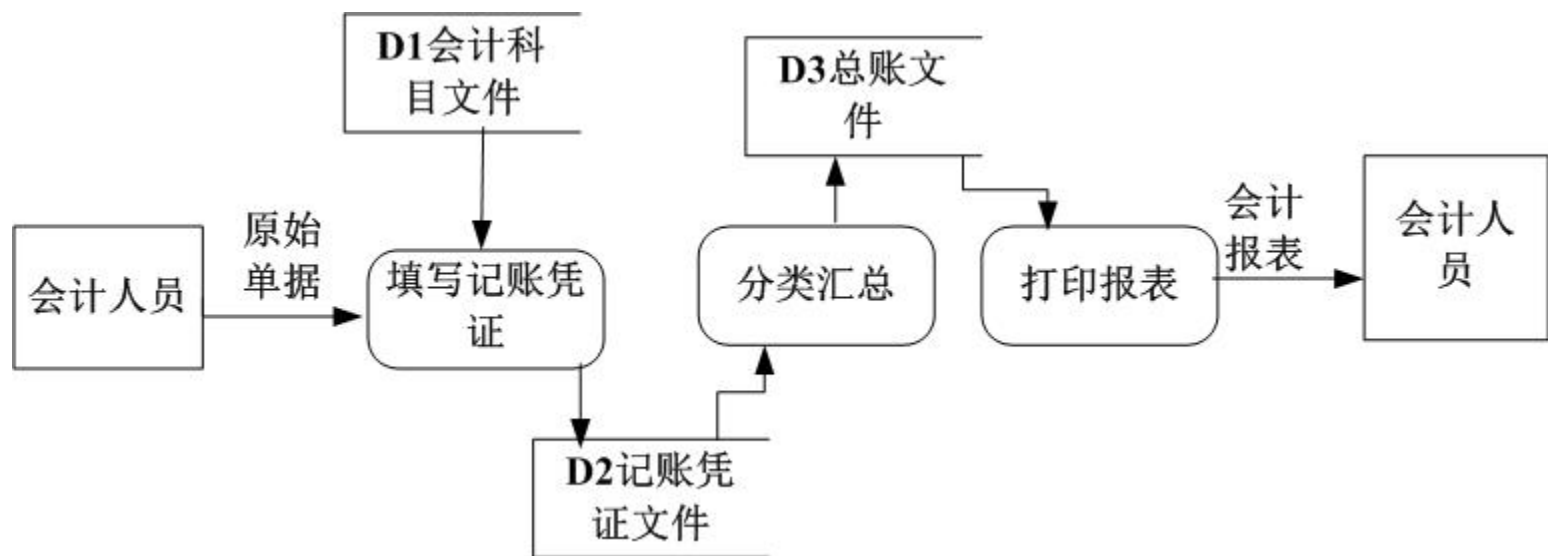 D1会计科
目文件
D3总账文
件
会计人员
原始
单据
填写记账凭
证
分类汇总
打印报表
会计
报表
会计人
员
D2记账凭
证文件